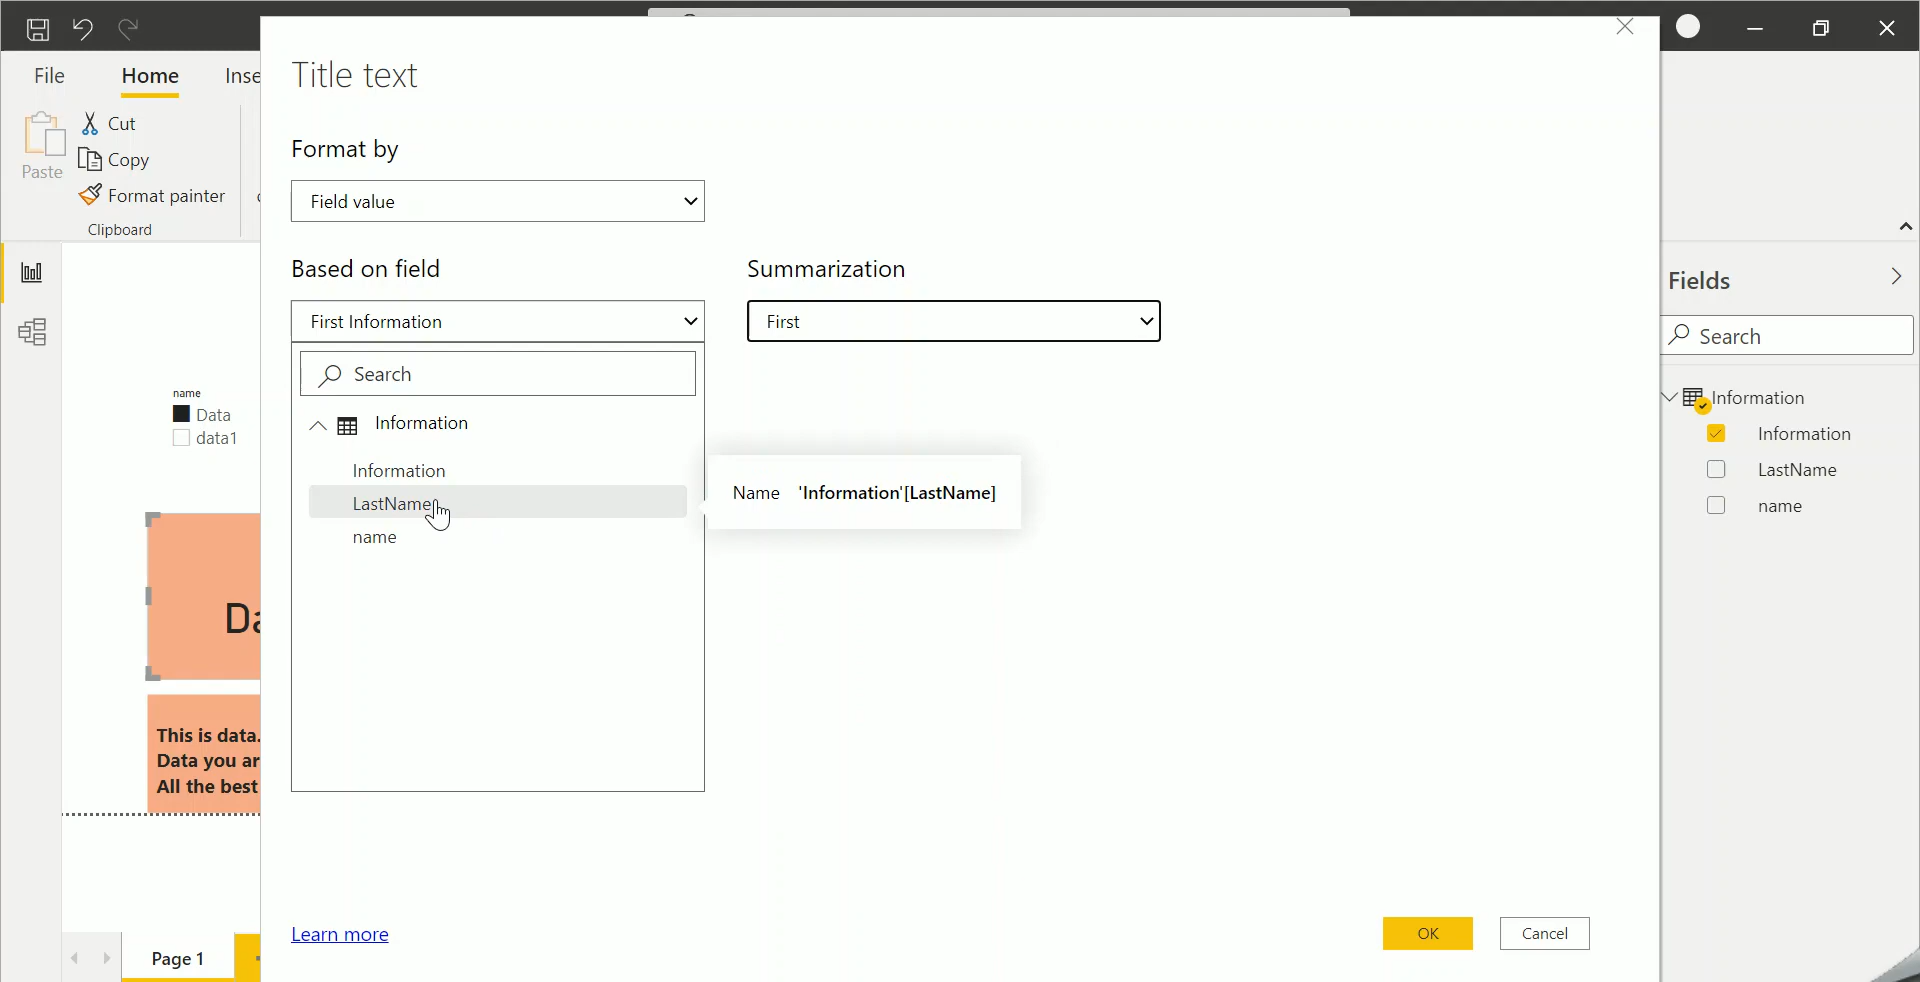 File
Home
Inse
Paste
Cut
Copy
Format painter
Clipboard
Title text
Format by
Field value
Based on field
Summarization
First Information
First
Search
Information
Information
LastName
name
Name 'Information'[LastName]
name
Data
data1
Da
This is data.
Data you ar
All the best
Fields
Search
Information
Information
LastName
name
Learn more
OK
Cancel
Page 1